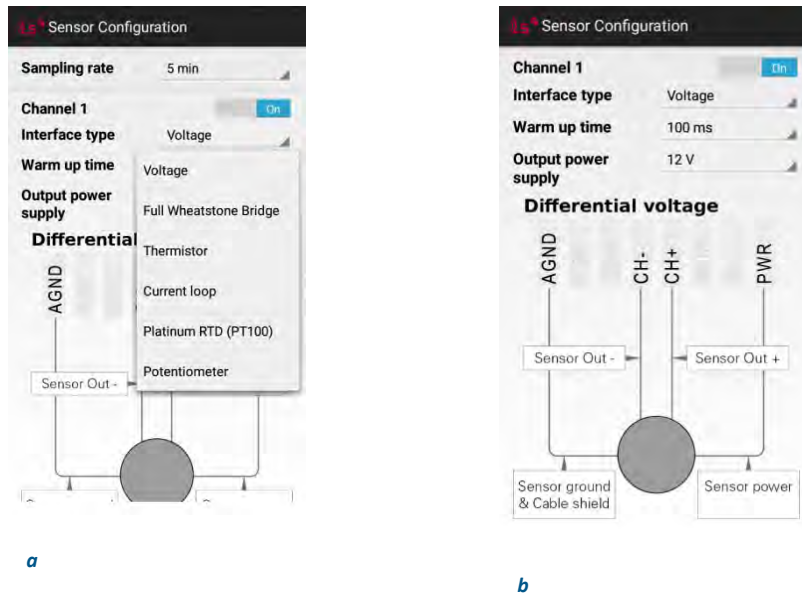 Sensor Configuration
Sampling rate 5 min
Channel 1 On
Interface type Voltage
Warm up time
Output power
supply
Voltage
Full Wheatstone Bridge
Thermistor
Current loop
Platinum RTD (PT100)
Potentiometer
Differential
AGND
Sensor Out -
a
Sensor Configuration
Channel 1 On
Interface type Voltage
Warm up time 100 ms
Output power 12 V
supply
Differential voltage
AGND CH- CH+ PWR
Sensor Out - Sensor Out +
Sensor ground
& Cable shield
Sensor power
b